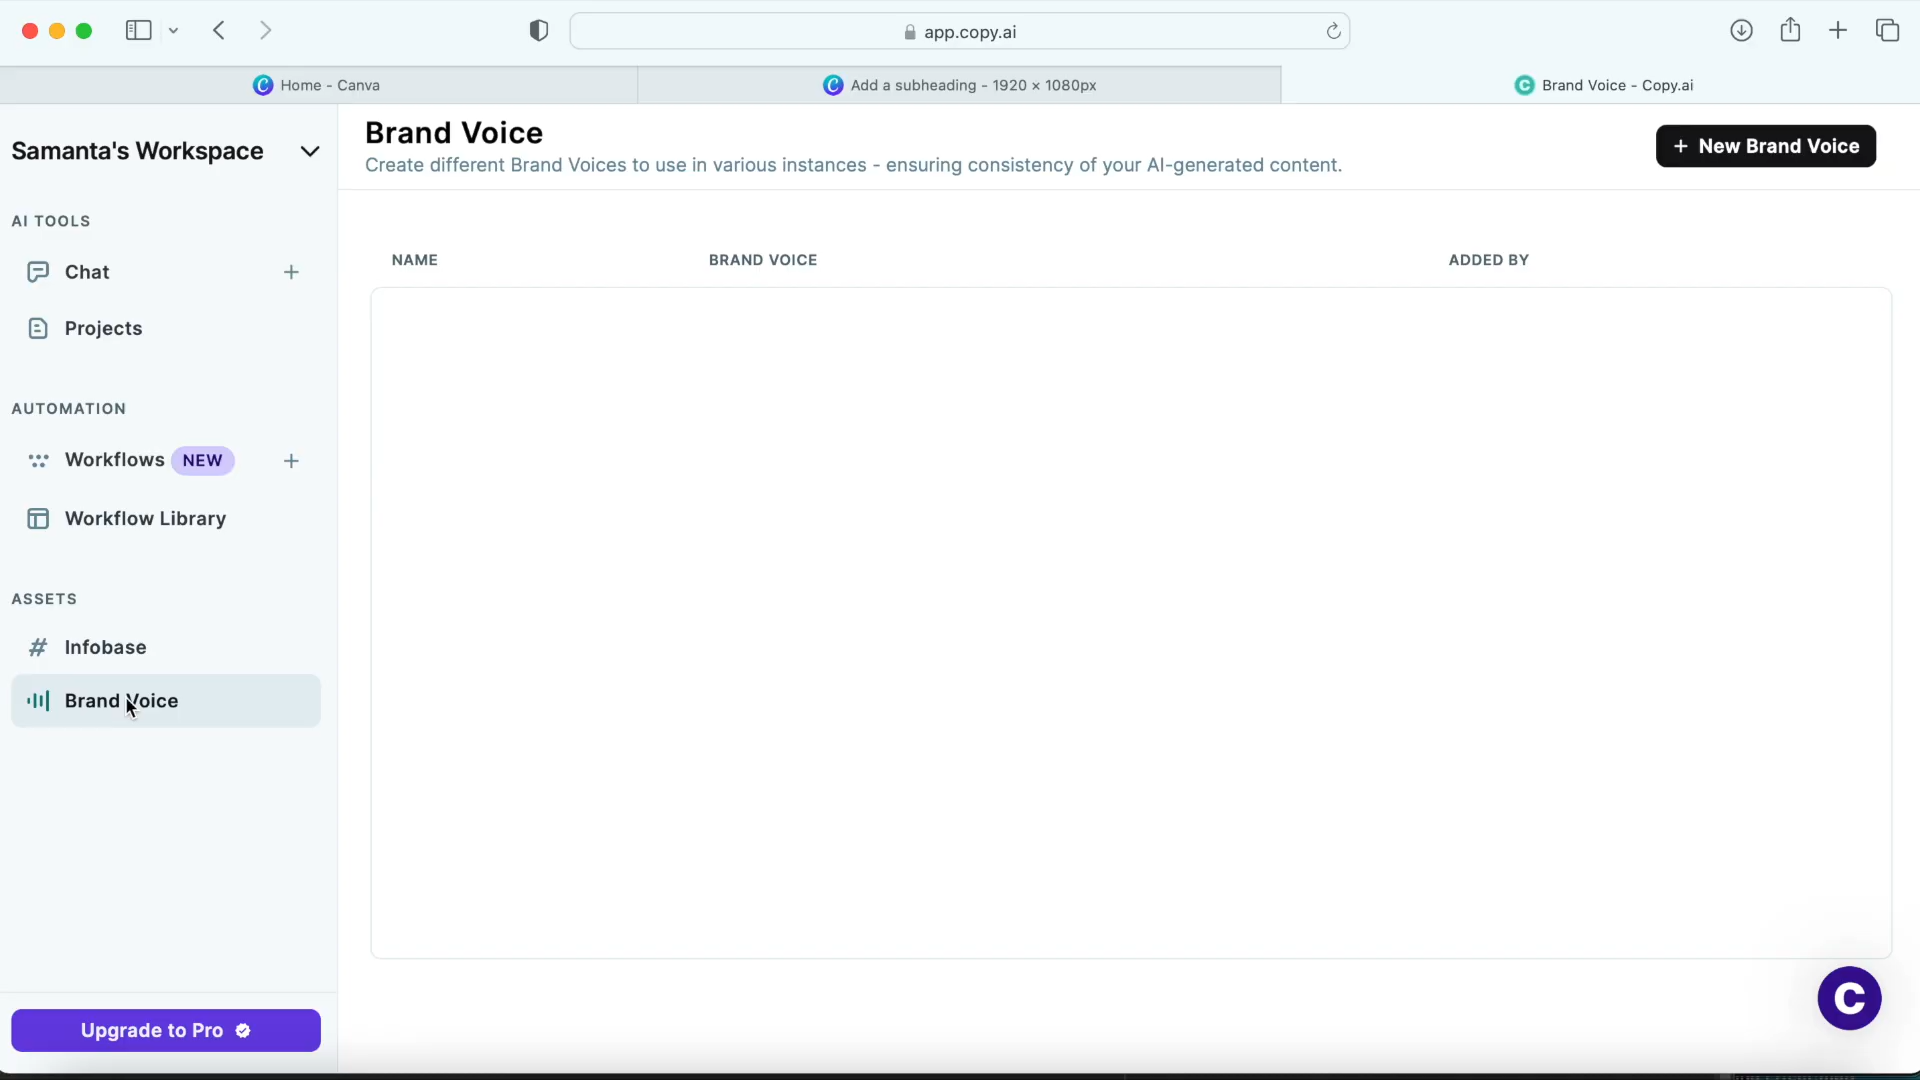 app.copy.ai
Home - Canva
Add a subheading - 1920 × 1080px
Brand Voice - Copy.ai
Samanta's Workspace
Brand Voice
Create different Brand Voices to use in various instances - ensuring consistency of your AI-generated content.
+ New Brand Voice
AI TOOLS
Chat
Projects
AUTOMATION
Workflows NEW
Workflow Library
ASSETS
Infobase
Brand Voice
NAME
BRAND VOICE
ADDED BY
Upgrade to Pro
C